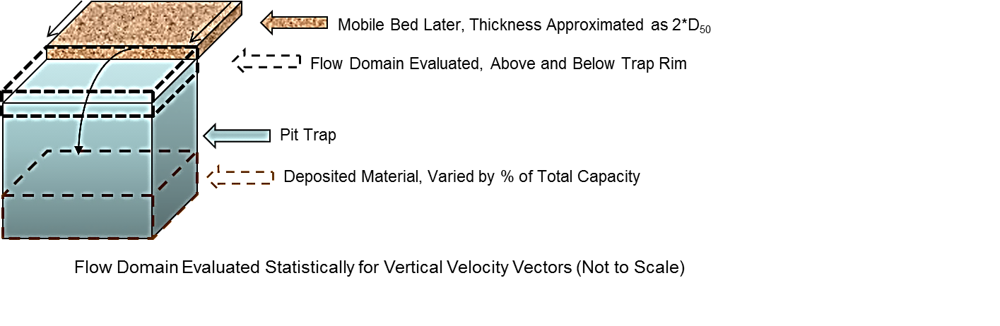 Mobile Bed Later, Thickness Approximated as 2*D50
Flow Domain Evaluated, Above and Below Trap Rim
Pit Trap
Deposited Material, Varied by % of Total Capacity
Flow Domain Evaluated Statistically for Vertical Velocity Vectors (Not to Scale)